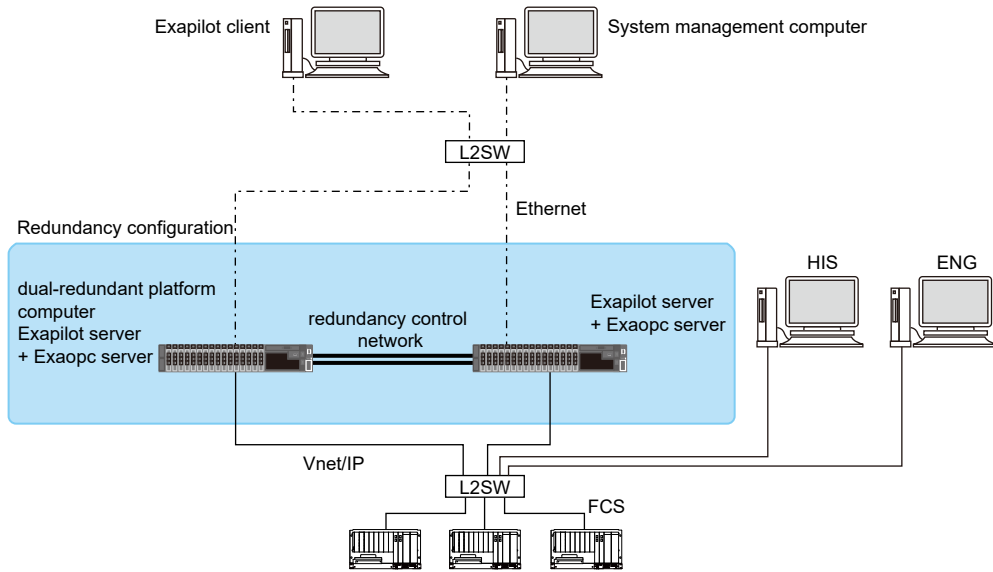 Exapilot client
System management computer
L2SW
Ethernet
Redundancy configuration
HIS
ENG
dual-redundant platform
computer
Exapilot server
+ Exaopc server
redundancy control
network
Exapilot server
+ Exaopc server
Vnet/IP
L2SW
FCS